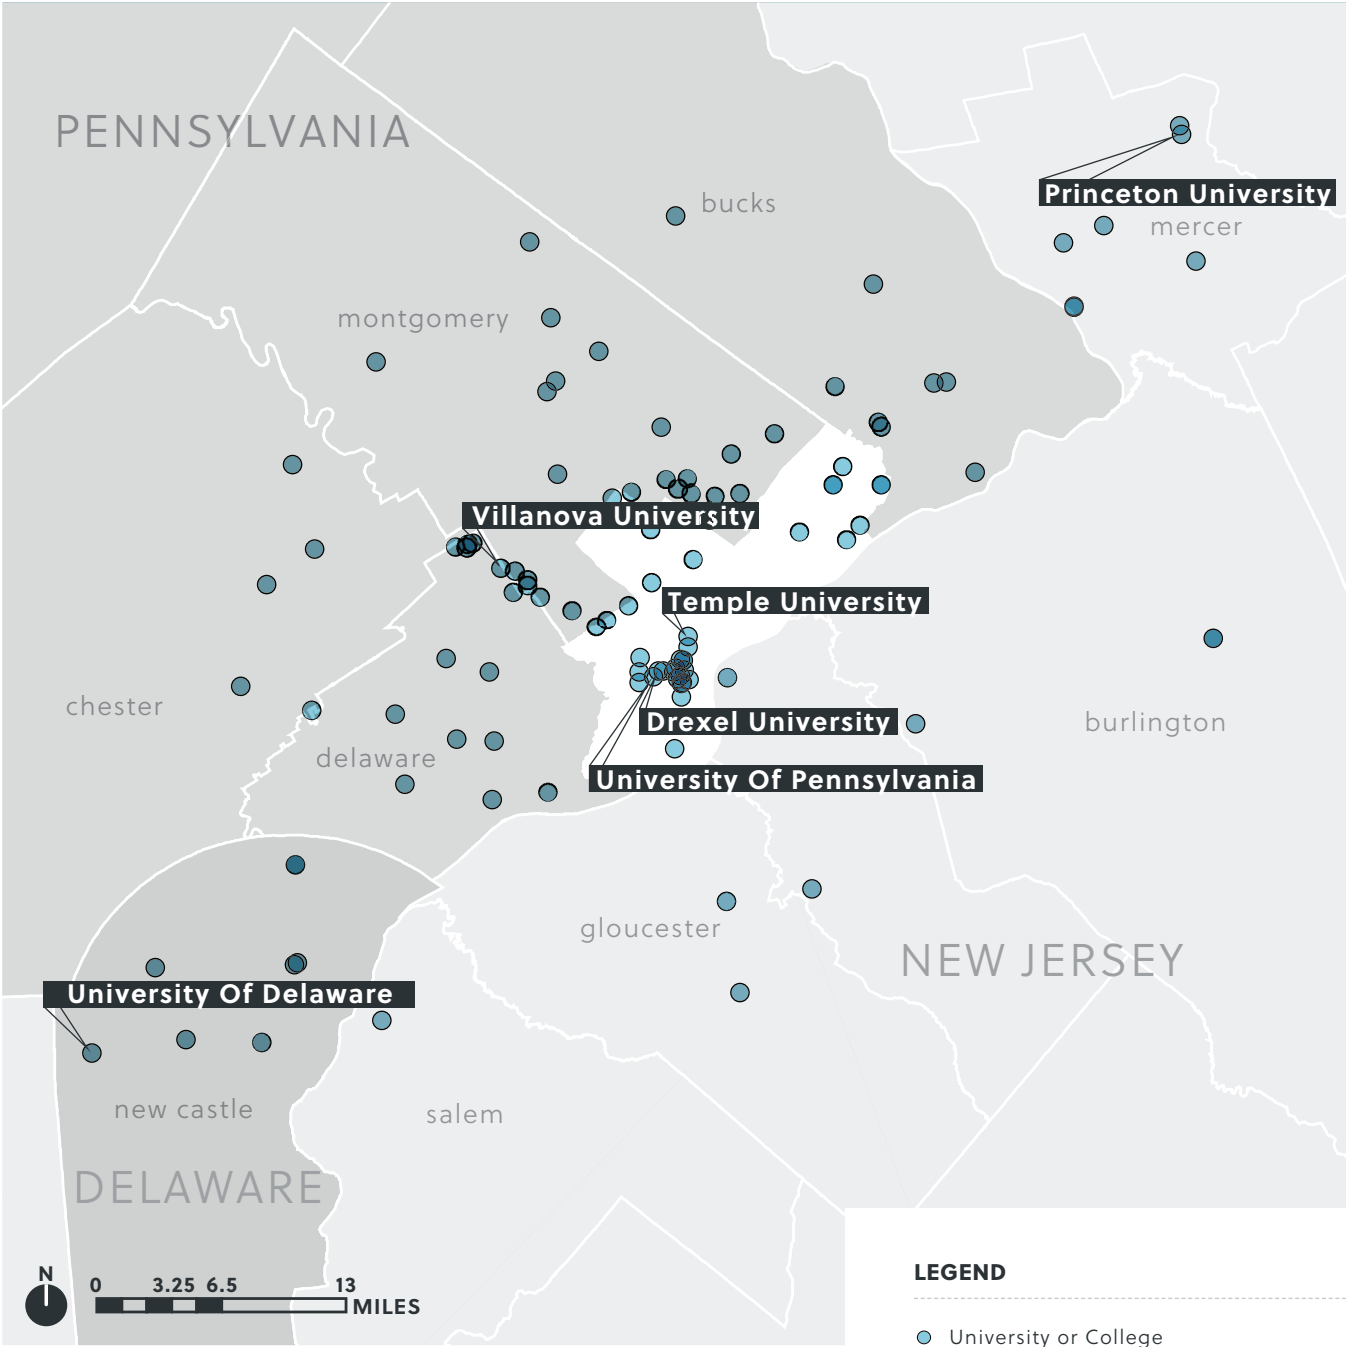 PENNSYLVANIA
bucks
Princeton University
mercer
montgomery
Villanova University
Temple University
chester
Drexel University
burlington
delaware
University Of Pennsylvania
gloucester
NEW JERSEY
University Of Delaware
new castle
salem
DELAWARE
N
0 3.25 6.5 13
MILES
LEGEND
University or College